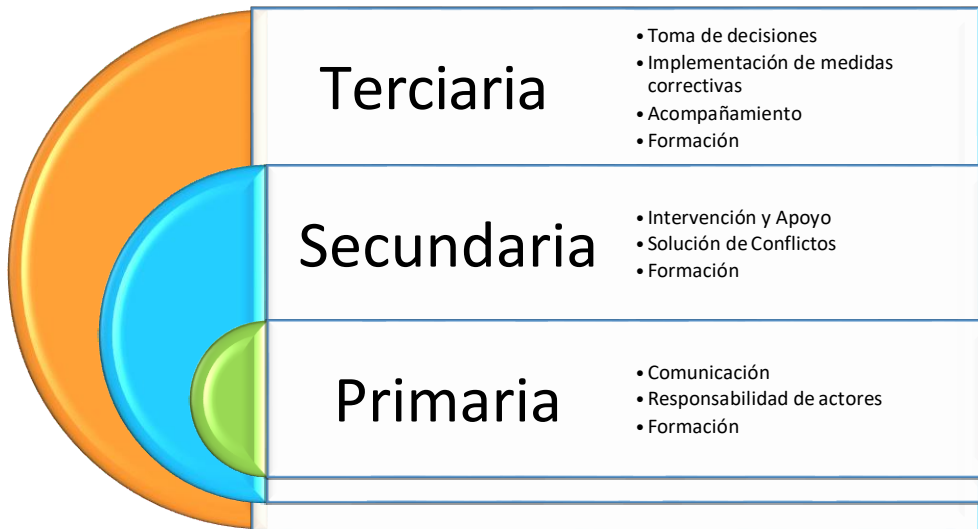 Terciaria
• Toma de decisiones
• Implementación de medidas
correctivas
• Acompañamiento
• Formación
Secundaria
• Intervención y Apoyo
• Solución de Conflictos
• Formación
Primaria
• Comunicación
• Responsabilidad de actores
• Formación